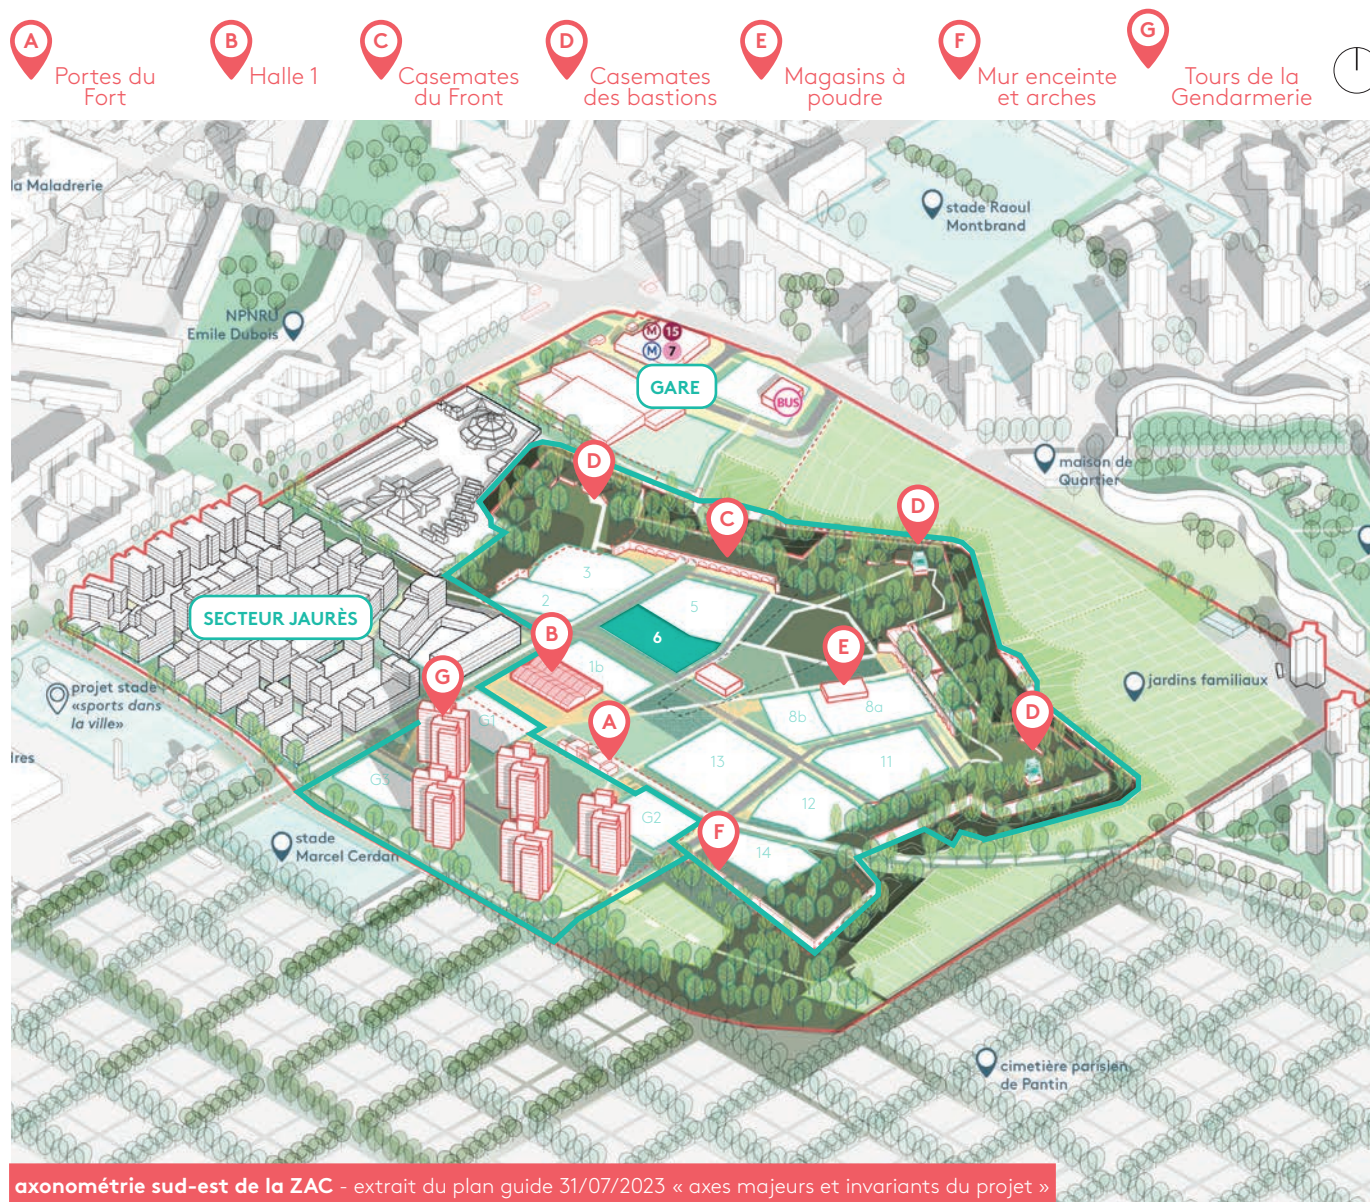 A
Portes du
Fort
B
Halle 1
C
Casemates
du Front
D
Casemates
des bastions
E
Magasins à
poudre
F
Mur enceinte
et arches
G
Tours de la
Gendarmerie
la Maladrerie
stade Raoul
Montbrand
NPNRU
Emile Dubois
M 15
M 7
GARE
BUS
maison de
Quartier
D
C
D
3
2
5
6
SECTEUR JAURÈS
B
1b
E
G
G1
projet stade
«sports dans
la ville»
jardins familiaux
8b
8a
D
A
13
11
dres
G3
12
G2
F
14
stade
Marcel Cerdan
cimetière parisien
de Pantin
axonométrie sud-est de la ZAC - extrait du plan guide 31/07/2023 « axes majeurs et invariants du projet »